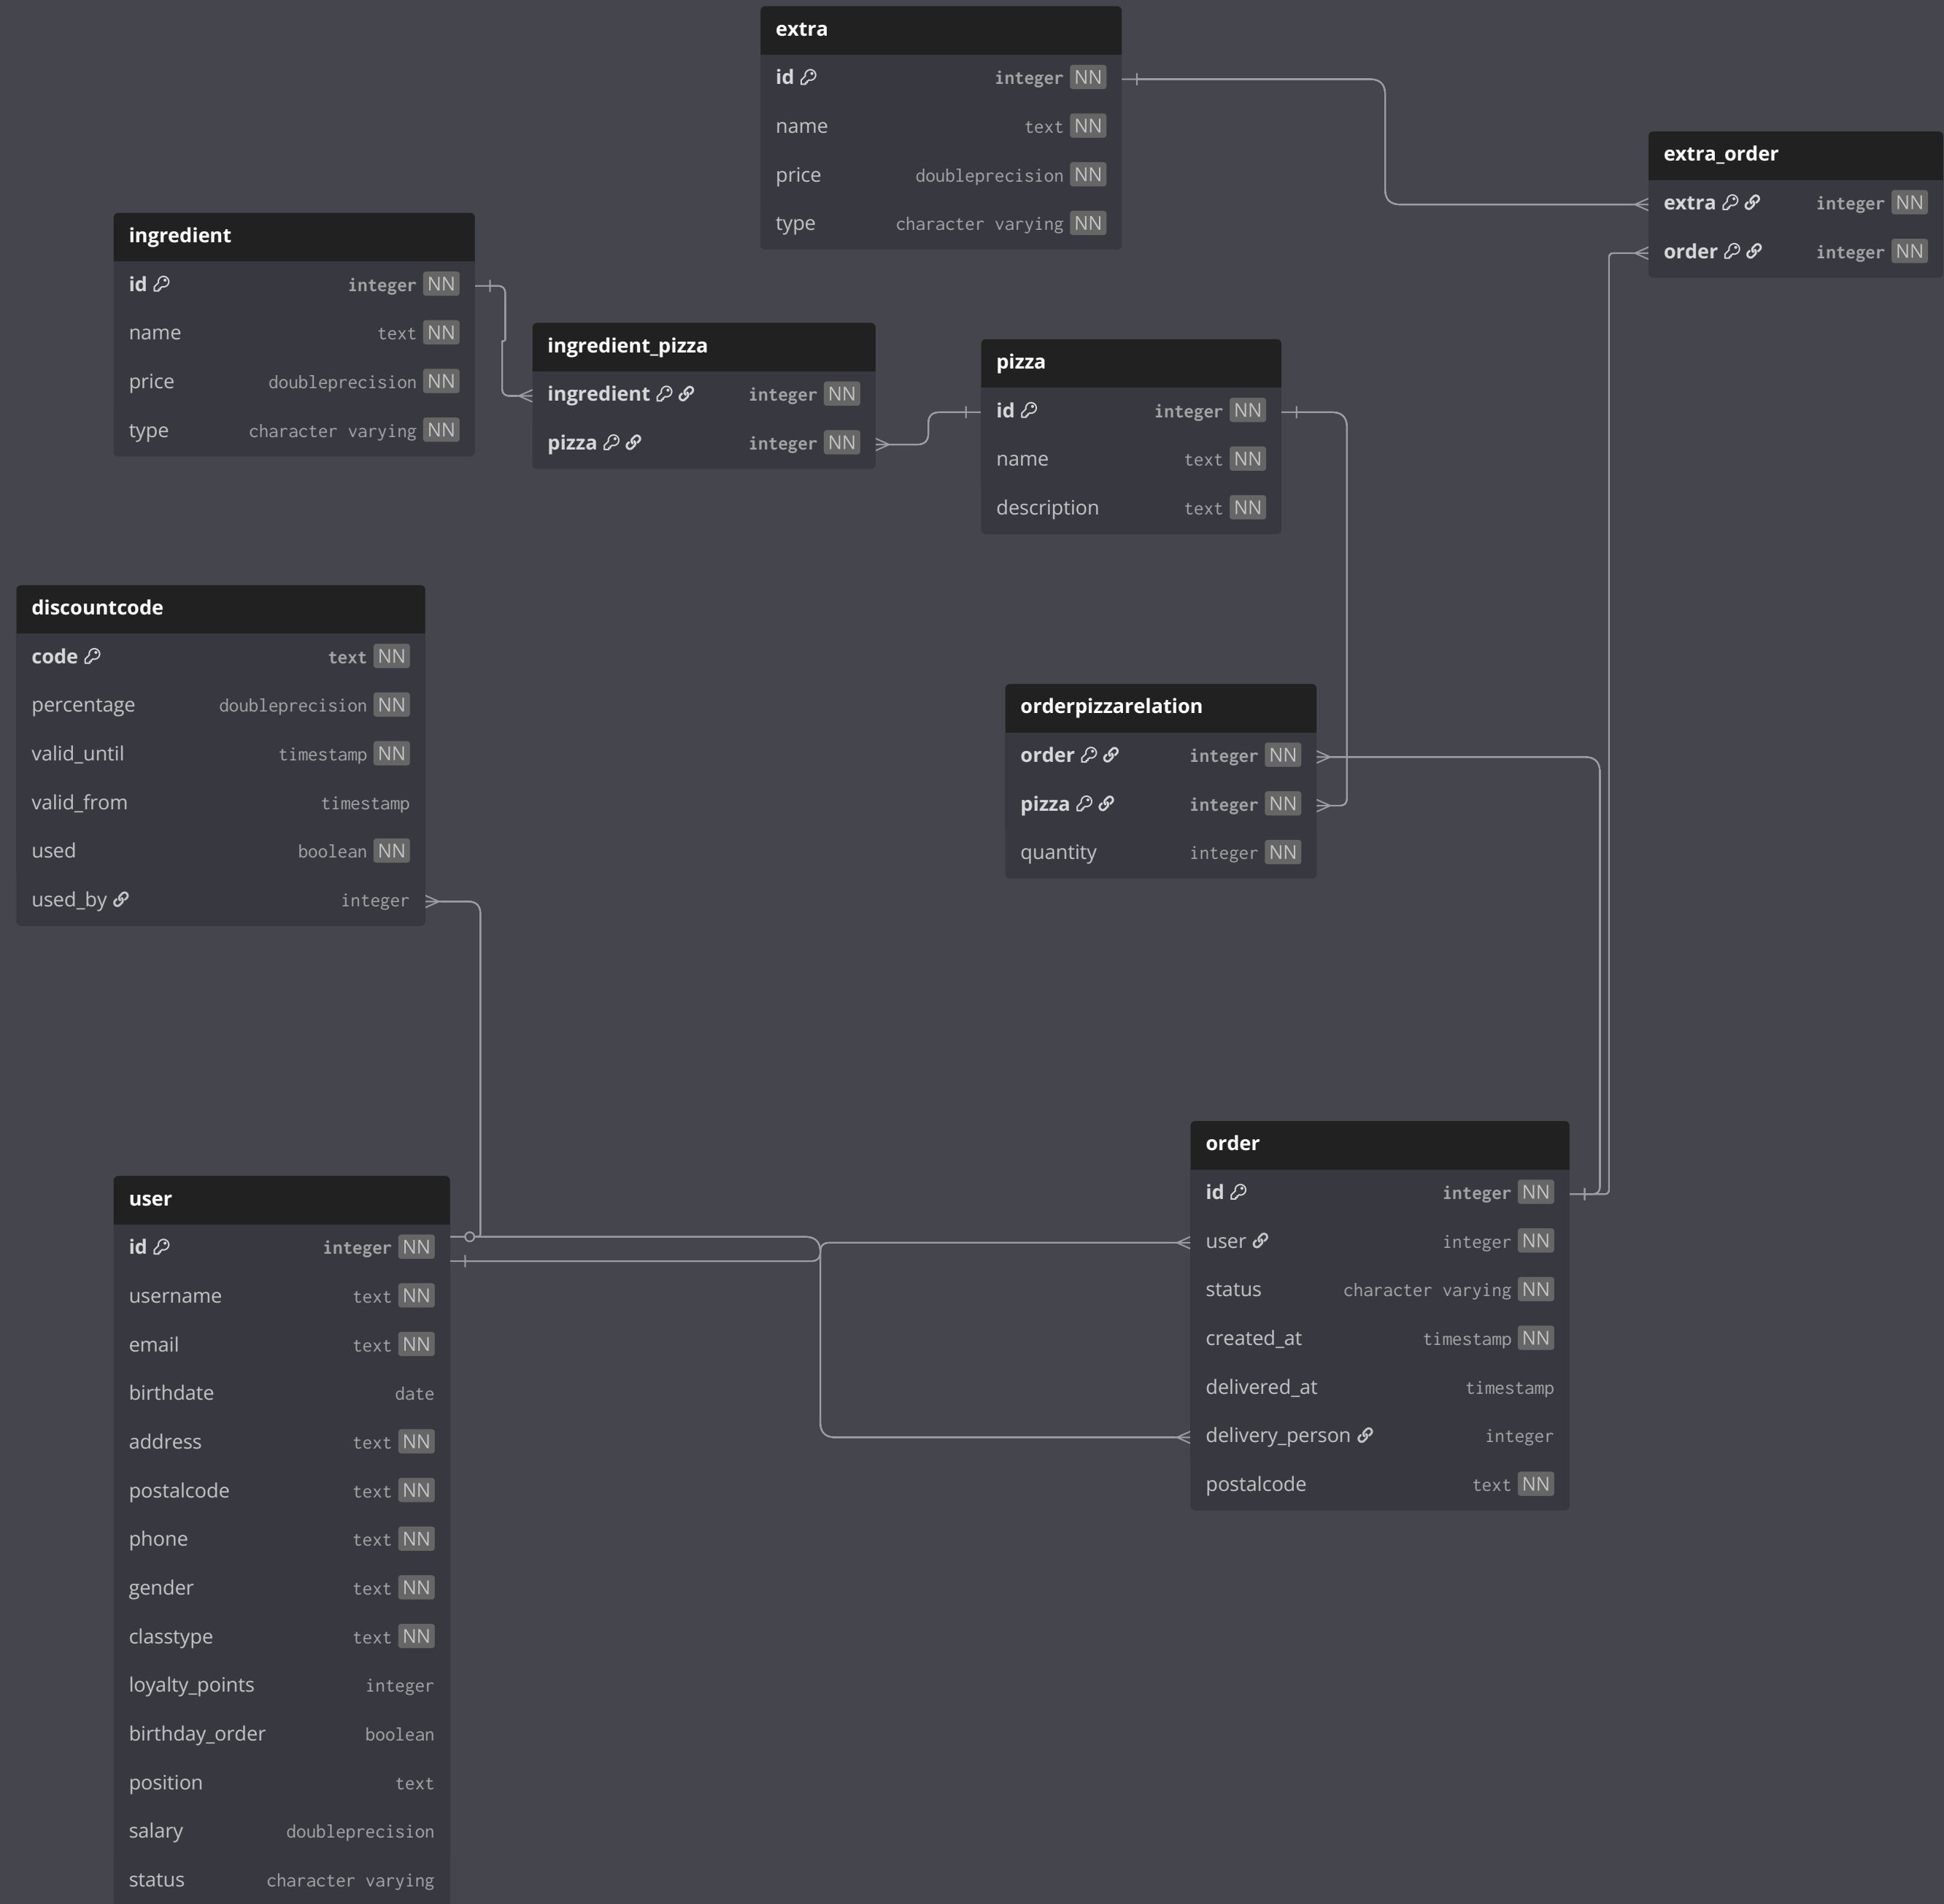 extra
id integer NN
name text NN
price doubleprecision NN
type character varying NN
extra_order
extra integer NN
order integer NN
ingredient
id integer NN
name text NN
price doubleprecision NN
type character varying NN
ingredient_pizza
ingredient integer NN
pizza integer NN
pizza
id integer NN
name text NN
description text NN
discountcode
code text NN
percentage doubleprecision NN
valid_until timestamp NN
valid_from timestamp
used boolean NN
used_by integer
orderpizzarelation
order integer NN
pizza integer NN
quantity integer NN
order
id integer NN
user integer NN
status character varying NN
created_at timestamp NN
delivered_at timestamp
delivery_person integer
postalcode text NN
user
id integer NN
username text NN
email text NN
birthdate date
address text NN
postalcode text NN
phone text NN
gender text NN
classtype text NN
loyalty_points integer
birthday_order boolean
position text
salary doubleprecision
status character varying